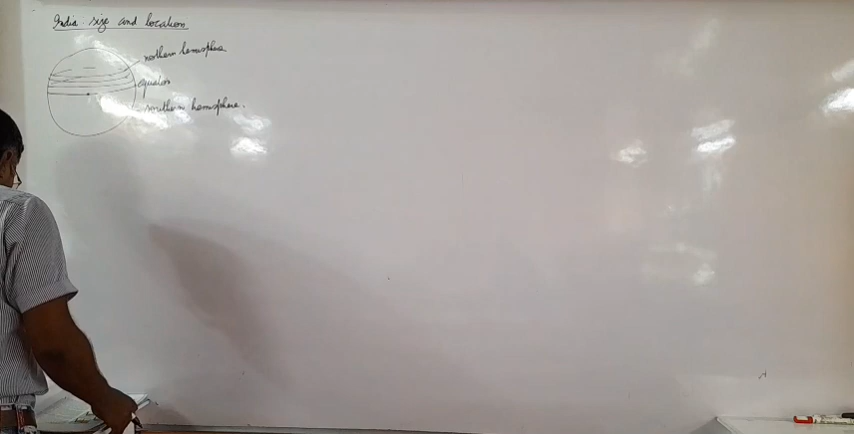 India: size and location
northern hemisphere
equator
southern hemisphere.